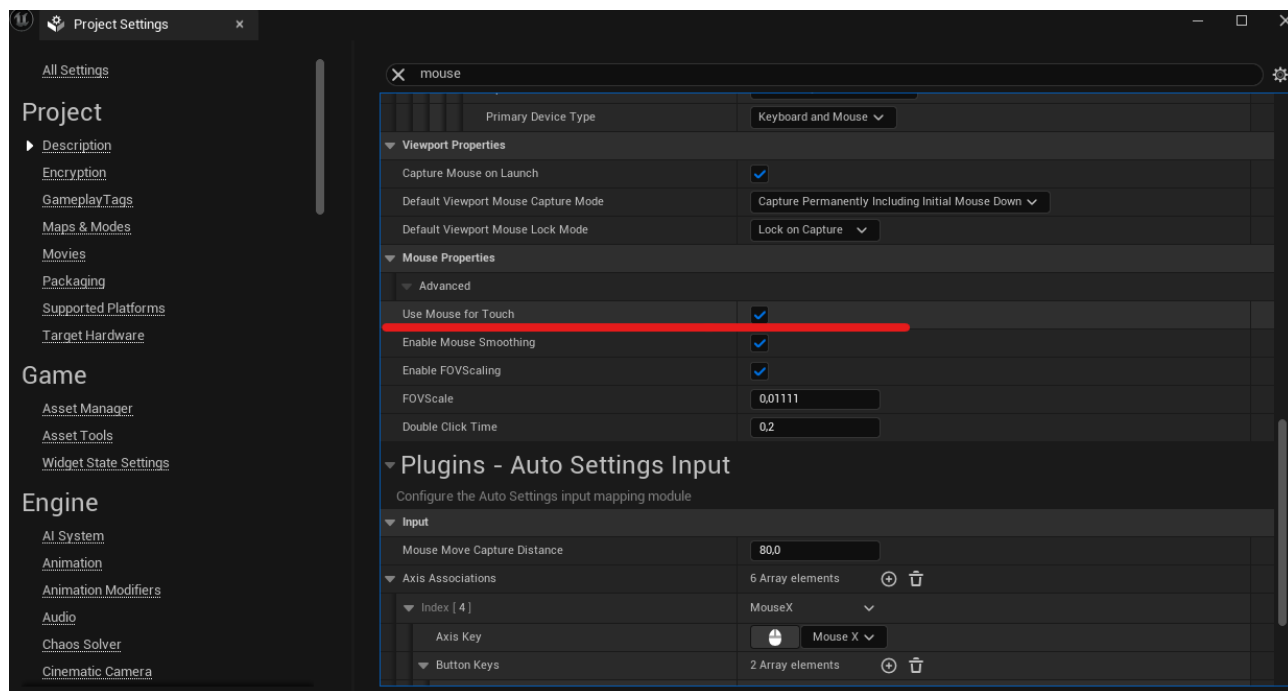 Project Settings
All Settings
Project
Description
Encryption
GameplayTags
Maps & Modes
Movies
Packaging
Supported Platforms
Target Hardware
Game
Asset Manager
Asset Tools
Widget State Settings
Engine
AI System
Animation
Animation Modifiers
Audio
Chaos Solver
Cinematic Camera
mouse
Primary Device Type Keyboard and Mouse
Viewport Properties
Capture Mouse on Launch
Default Viewport Mouse Capture Mode Capture Permanently Including Initial Mouse Down
Default Viewport Mouse Lock Mode Lock on Capture
Mouse Properties
Advanced
Use Mouse for Touch
Enable Mouse Smoothing
Enable FOVScaling
FOVScale 0,01111
Double Click Time 0,2
Plugins - Auto Settings Input
Configure the Auto Settings input mapping module
Input
Mouse Move Capture Distance 80,0
Axis Associations 6 Array elements
Index [ 4 ] MouseX
Axis Key Mouse X
Button Keys 2 Array elements